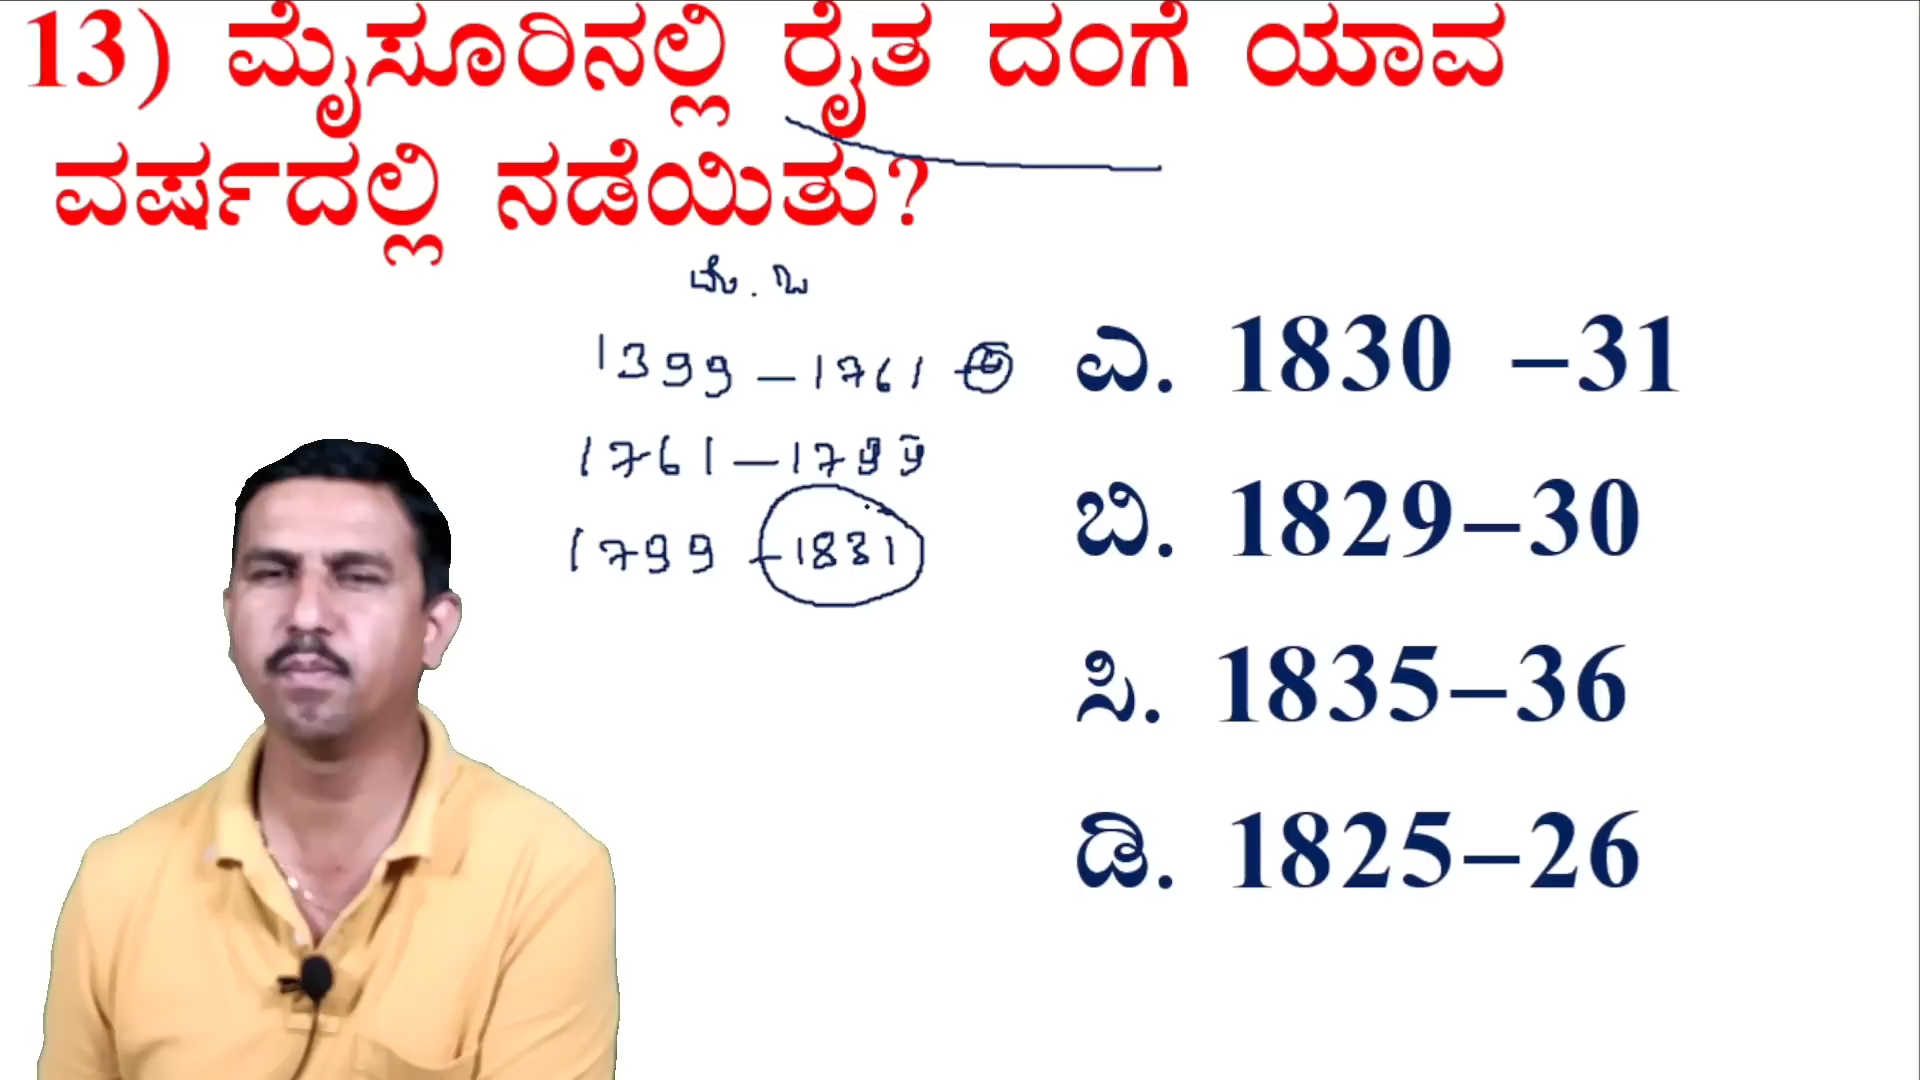 13) ಮೈಸೂರಿನಲ್ಲಿ ರೈತ ದಂಗೆ ಯಾವ
ವರ್ಷದಲ್ಲಿ ನಡೆಯಿತು?
1399 – 1761
1761 – 1799
1799 – 1831
ಎ. 1830 –31
ಬಿ. 1829–30
ಸಿ. 1835–36
ಡಿ. 1825–26